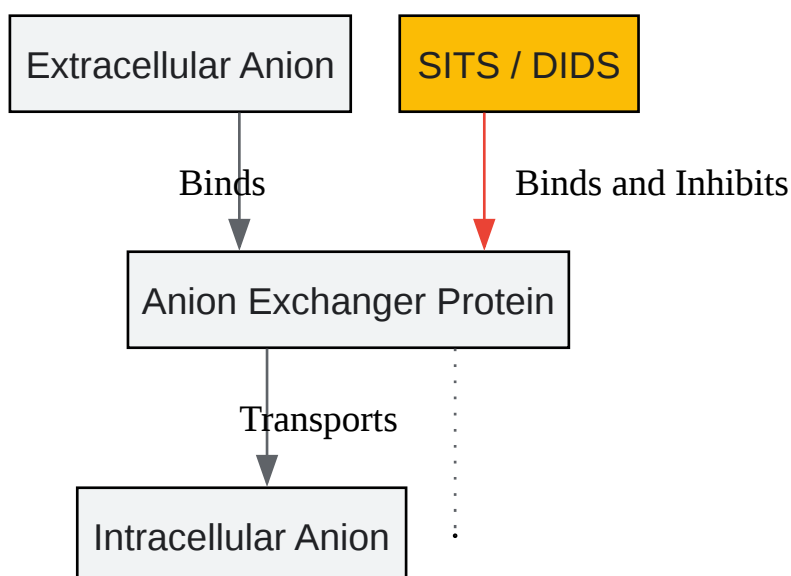 Extracellular Anion
SITS / DIDS
Binds
Binds and Inhibits
Anion Exchanger Protein
Transports
Intracellular Anion